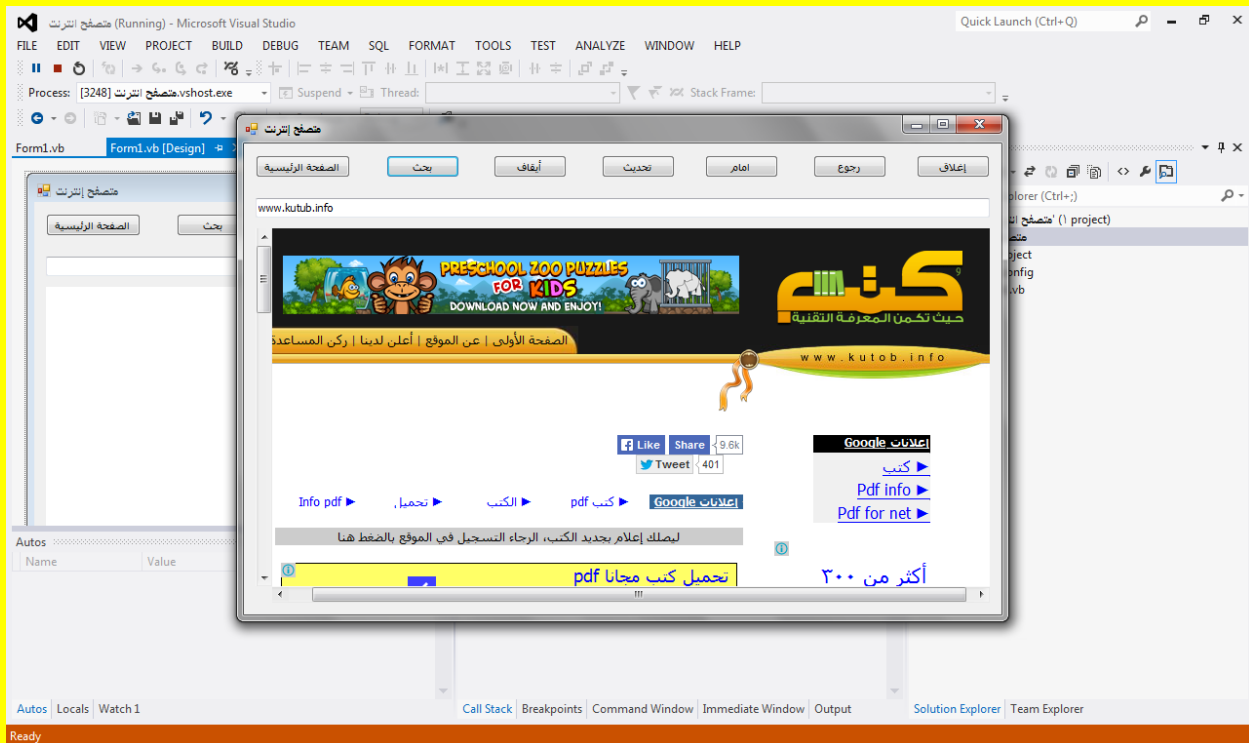 متصفح انترنت (Running) - Microsoft Visual Studio
Quick Launch (Ctrl+Q)
FILE EDIT VIEW PROJECT BUILD DEBUG TEAM SQL FORMAT TOOLS TEST ANALYZE WINDOW HELP
Process: [3248] متصفح انترنت.vshost.exe Suspend Thread: Stack Frame:
Form1.vb Form1.vb [Design]
متصفح إنترنت
الصفحة الرئيسية بحث
متصفح إنترنت
الصفحة الرئيسية بحث أيقاف تحديث امام رجوع إغلاق
www.kutub.info
PRESCHOOL ZOO PUZZLES
FOR KIDS
DOWNLOAD NOW AND ENJOY!
كتب
حيث تكمن المعرفة التقنية
www.kutob.info
الصفحة الأولى | عن الموقع | أعلن لدينا | ركن المساعدة
Like Share 9.6k
Tweet 401
إعلانات Google
كتب
Pdf info
Pdf for net
إعلانات Google كتب pdf الكتب تحميل Info pdf
ليصلك إعلام بجديد الكتب، الرجاء التسجيل في الموقع بالضغط هنا
تحميل كتب مجانا pdf
أكثر من ٣٠٠
plorer (Ctrl+;)
(١ project)
oject
onfig
.vb
Autos
Name Value
Autos Locals Watch 1
Call Stack Breakpoints Command Window Immediate Window Output
Solution Explorer Team Explorer
Ready